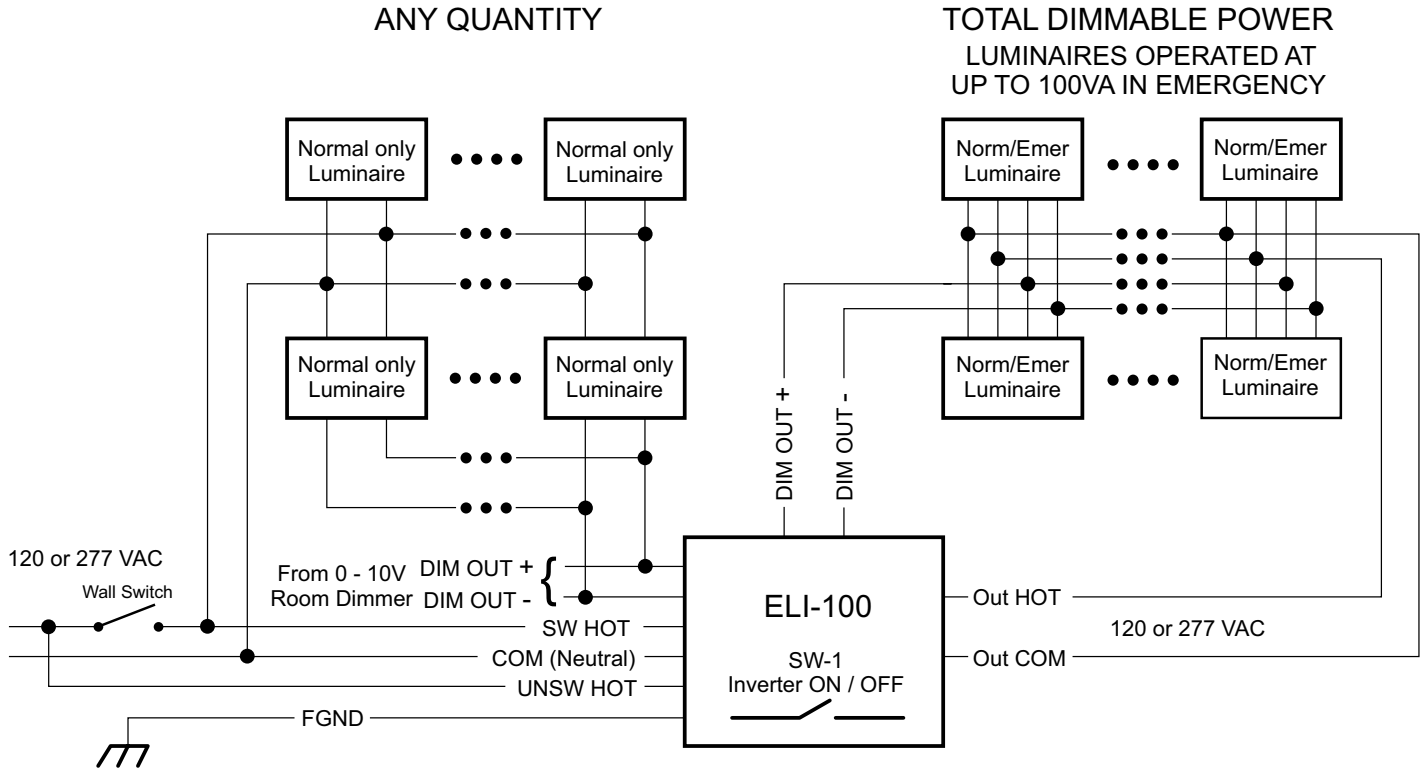 ANY QUANTITY
TOTAL DIMMABLE POWER
LUMINAIRES OPERATED AT
UP TO 100VA IN EMERGENCY
Normal only
Luminaire
Normal only
Luminaire
Norm/Emer
Luminaire
Norm/Emer
Luminaire
Normal only
Luminaire
Normal only
Luminaire
Norm/Emer
Luminaire
Norm/Emer
Luminaire
DIM OUT +
DIM OUT -
120 or 277 VAC
Wall Switch
From 0 - 10V
Room Dimmer
DIM OUT +
DIM OUT -
SW HOT
COM (Neutral)
UNSW HOT
FGND
ELI-100
SW-1
Inverter ON / OFF
Out HOT
120 or 277 VAC
Out COM